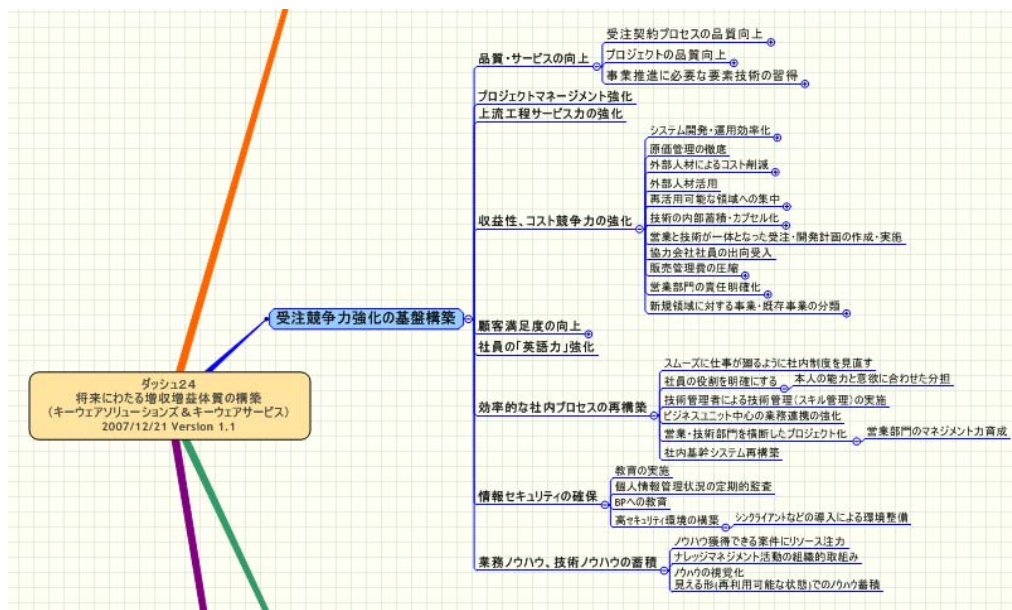 受注契約プロセスの品質向上
プロジェクトの品質向上
事業推進に必要な要素技術の習得
品質・サービスの向上
プロジェクトマネージメント強化
上流工程サービス力の強化
システム開発・運用効率化
原価管理の徹底
外部人材によるコスト削減
外部人材活用
再活用可能な領域への集中
技術の内部蓄積・カプセル化
営業と技術が一体となった受注・開発計画の作成・実施
協力会社社員の出向受入
販売管理費の圧縮
営業部門の責任明確化
新規領域に対する事業・既存事業の分類
収益性、コスト競争力の強化
受注競争力強化の基盤構築
顧客満足度の向上
社員の「英語力」強化
ダッシュ24
将来にわたる増収増益体質の構築
(キーウェアソリューションズ&キーウェアサービス)
2007/12/21 Version 1.1
スムーズに仕事が廻るように社内制度を見直す
社員の役割を明確にする
本人の能力と意欲に合わせた分担
技術管理者による技術管理(スキル管理)の実施
ビジネスユニット中心の業務連携の強化
営業・技術部門を横断したプロジェクト化
営業部門のマネジメント力育成
社内基幹システム再構築
効率的な社内プロセスの再構築
教育の実施
個人情報管理状況の定期的監査
BPへの教育
高セキュリティ環境の構築
シンクライアントなどの導入による環境整備
情報セキュリティの確保
ノウハウ獲得できる案件にリソース注力
ナレッジマネジメント活動の組織的取組み
ノウハウの視覚化
見える形(再利用可能な状態)でのノウハウ蓄積
業務ノウハウ、技術ノウハウの蓄積